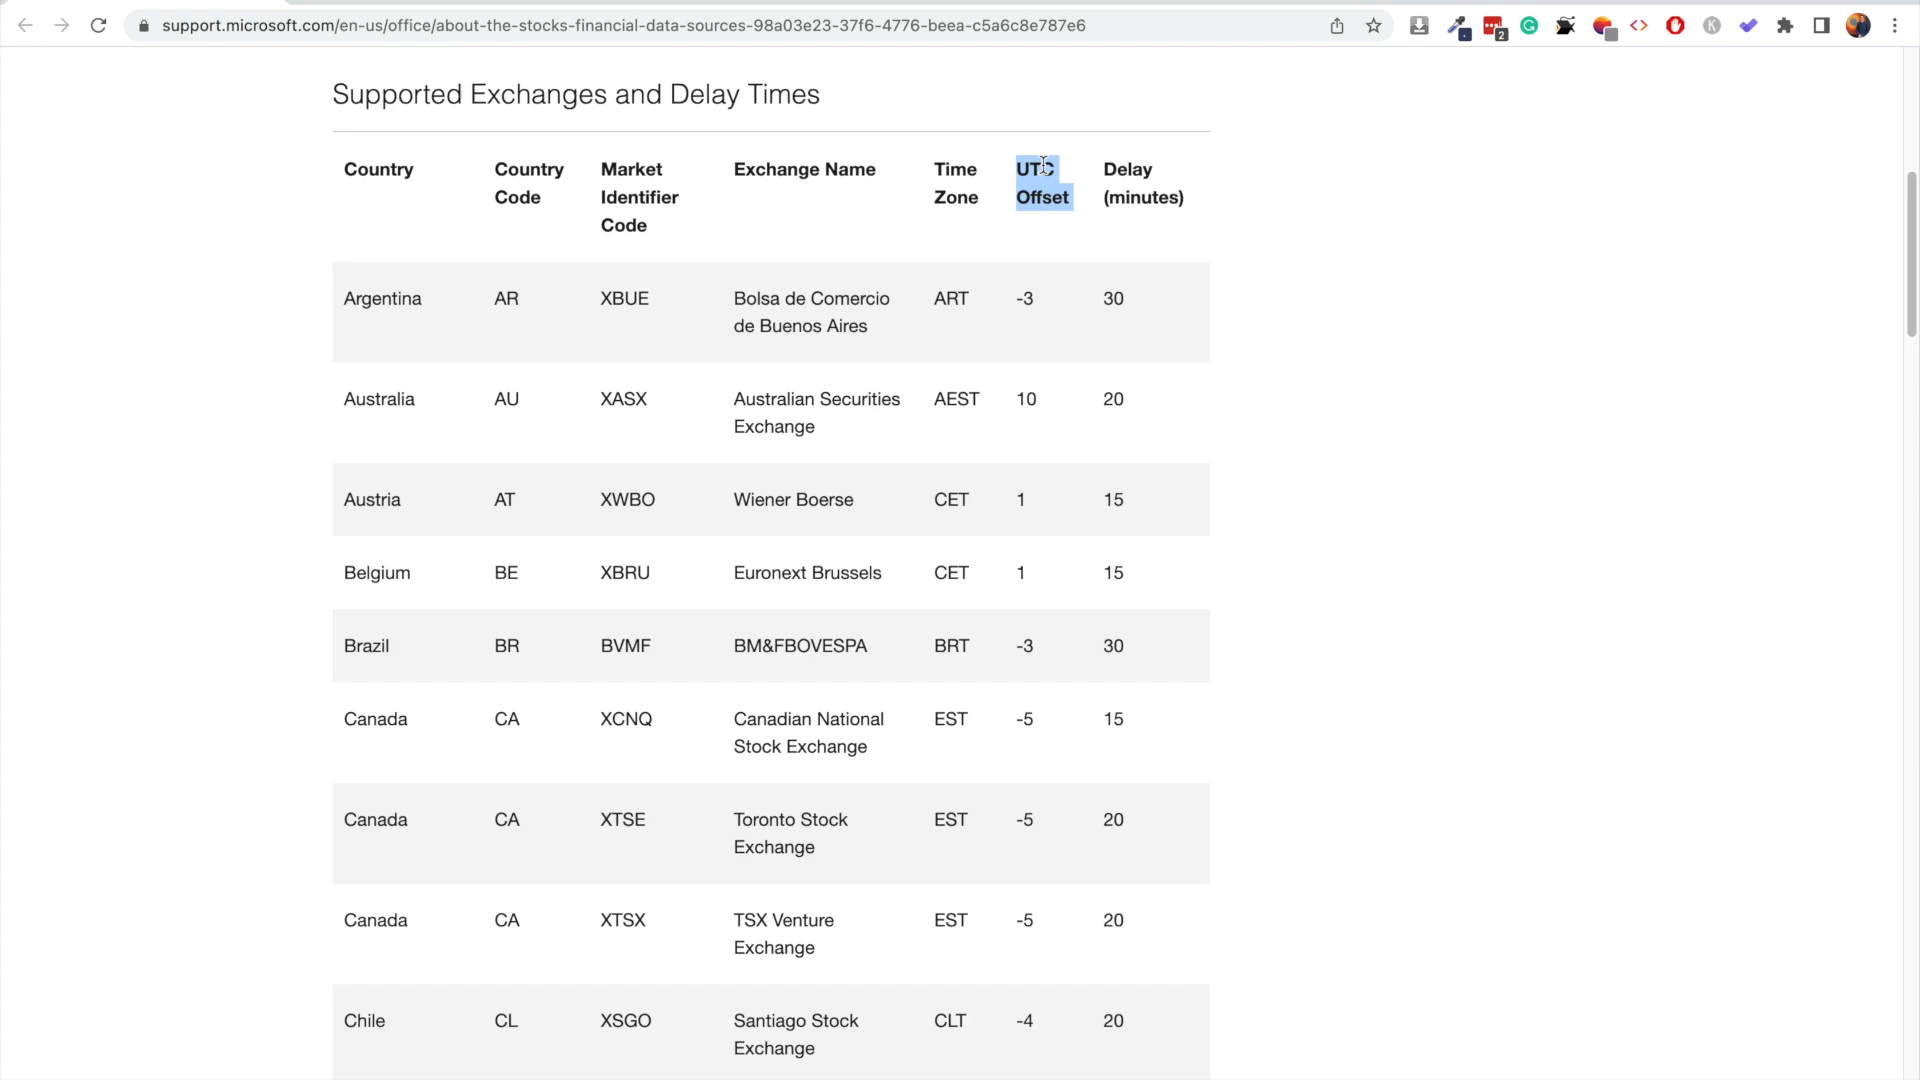 support.microsoft.com/en-us/office/about-the-stocks-financial-data-sources-98a03e23-37f6-4776-beea-c5a6c8e787e6
2
K
Supported Exchanges and Delay Times
Country Country Market Exchange Name Time UTC Delay
Code Identifier Zone Offset (minutes)
Code
Argentina AR XBUE Bolsa de Comercio ART -3 30
de Buenos Aires
Australia AU XASX Australian Securities AEST 10 20
Exchange
Austria AT XWBO Wiener Boerse CET 1 15
Belgium BE XBRU Euronext Brussels CET 1 15
Brazil BR BVMF BM&FBOVESPA BRT -3 30
Canada CA XCNQ Canadian National EST -5 15
Stock Exchange
Canada CA XTSE Toronto Stock EST -5 20
Exchange
Canada CA XTSX TSX Venture EST -5 20
Exchange
Chile CL XSGO Santiago Stock CLT -4 20
Exchange